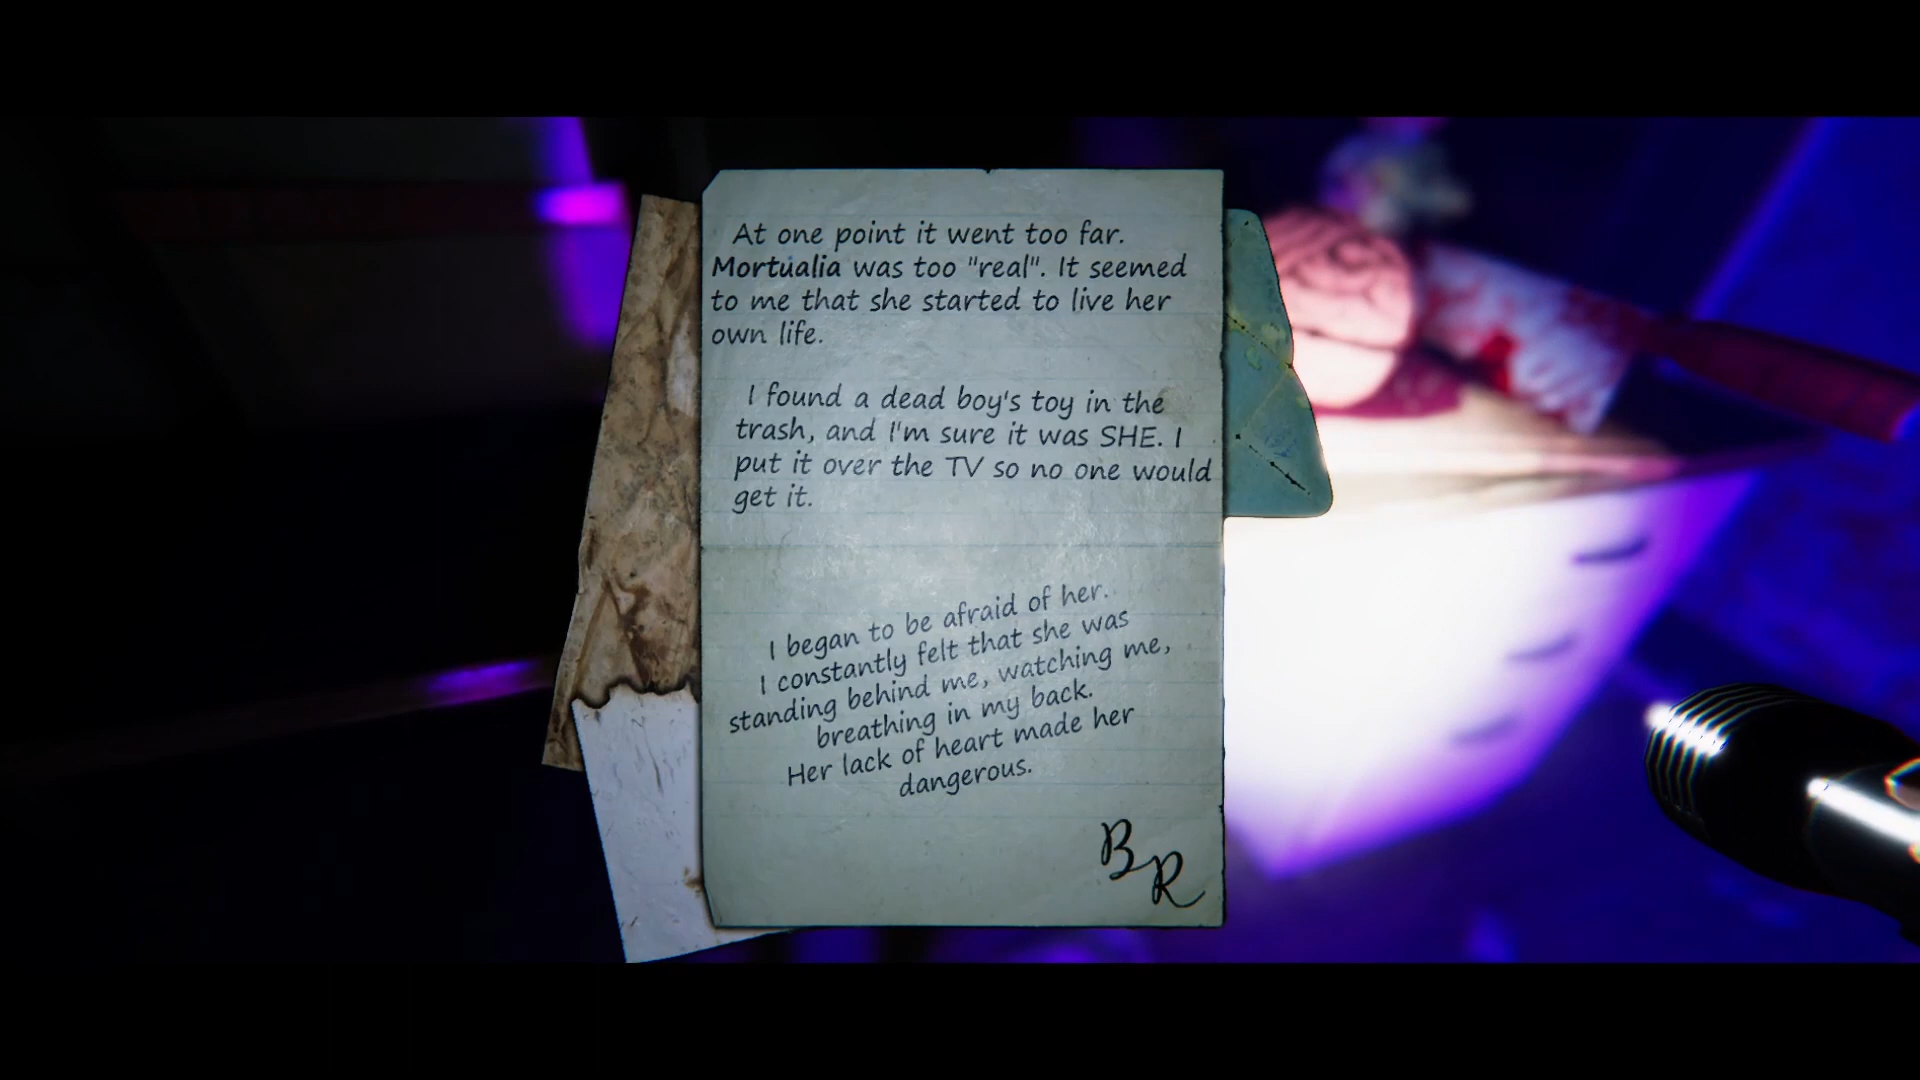 At one point it went too far.
Mortualia was too "real". It seemed
to me that she started to live her
own life.
I found a dead boy's toy in the
trash, and I'm sure it was SHE. I
put it over the TV so no one would
get it.
I began to be afraid of her.
I constantly felt that she was
standing behind me, watching me,
breathing in my back.
Her lack of heart made her
dangerous.
BR